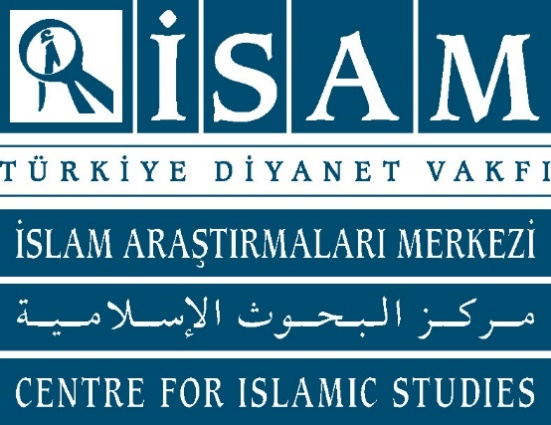 İSAM
TÜRKİYE DİYANET VAKFI
İSLAM ARAŞTIRMALARI MERKEZİ
مركز البحوث الإسلامية
CENTRE FOR ISLAMIC STUDIES